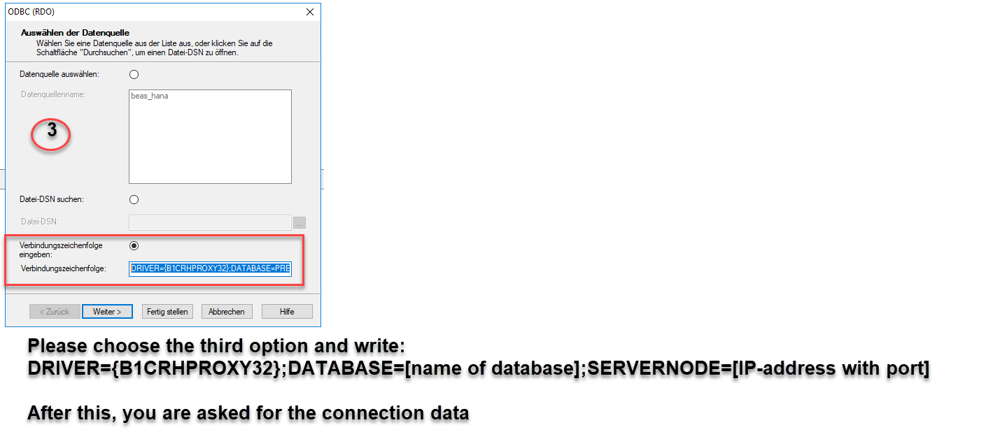 ODBC (RDO)
Auswählen der Datenquelle
Wählen Sie eine Datenquelle aus der Liste aus, oder klicken Sie auf die
Schaltfläche "Durchsuchen", um einen Datei-DSN zu öffnen.
Datenquelle auswählen:
Datenquellenname:
beas_hana
3
Datei-DSN suchen:
Datei-DSN:
...
Verbindungszeichenfolge
eingeben:
Verbindungszeichenfolge:
DRIVER={B1CRHPROXY32};DATABASE=PRE
< Zurück
Weiter >
Fertig stellen
Abbrechen
Hilfe
Please choose the third option and write:
DRIVER={B1CRHPROXY32};DATABASE=[name of database];SERVERNODE=[IP-address with port]
After this, you are asked for the connection data